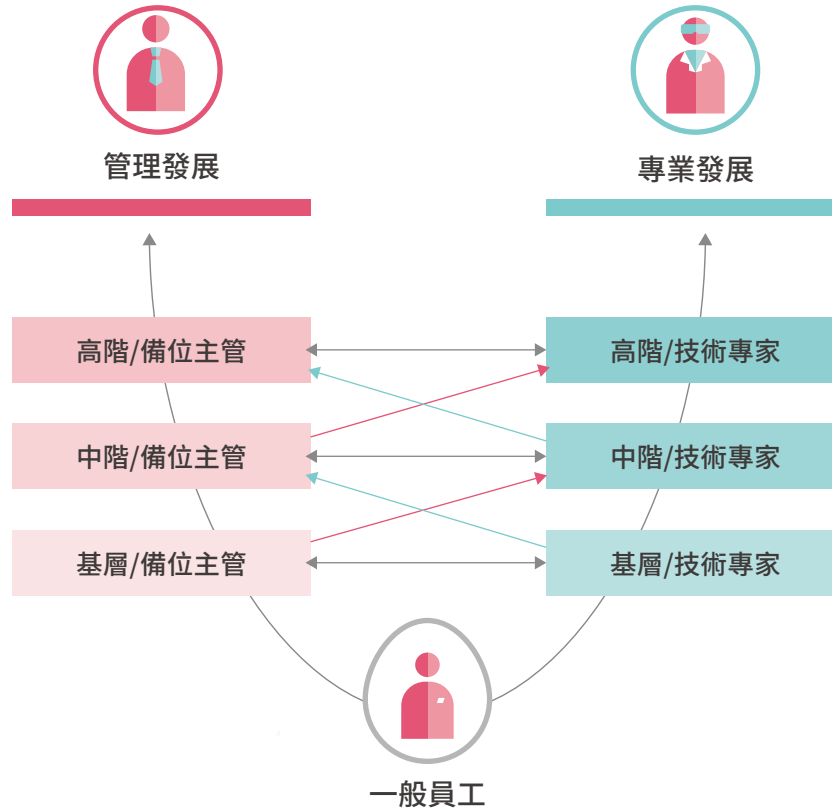 管理發展
專業發展
高階/備位主管
高階/技術專家
中階/備位主管
中階/技術專家
基層/備位主管
基層/技術專家
一般員工